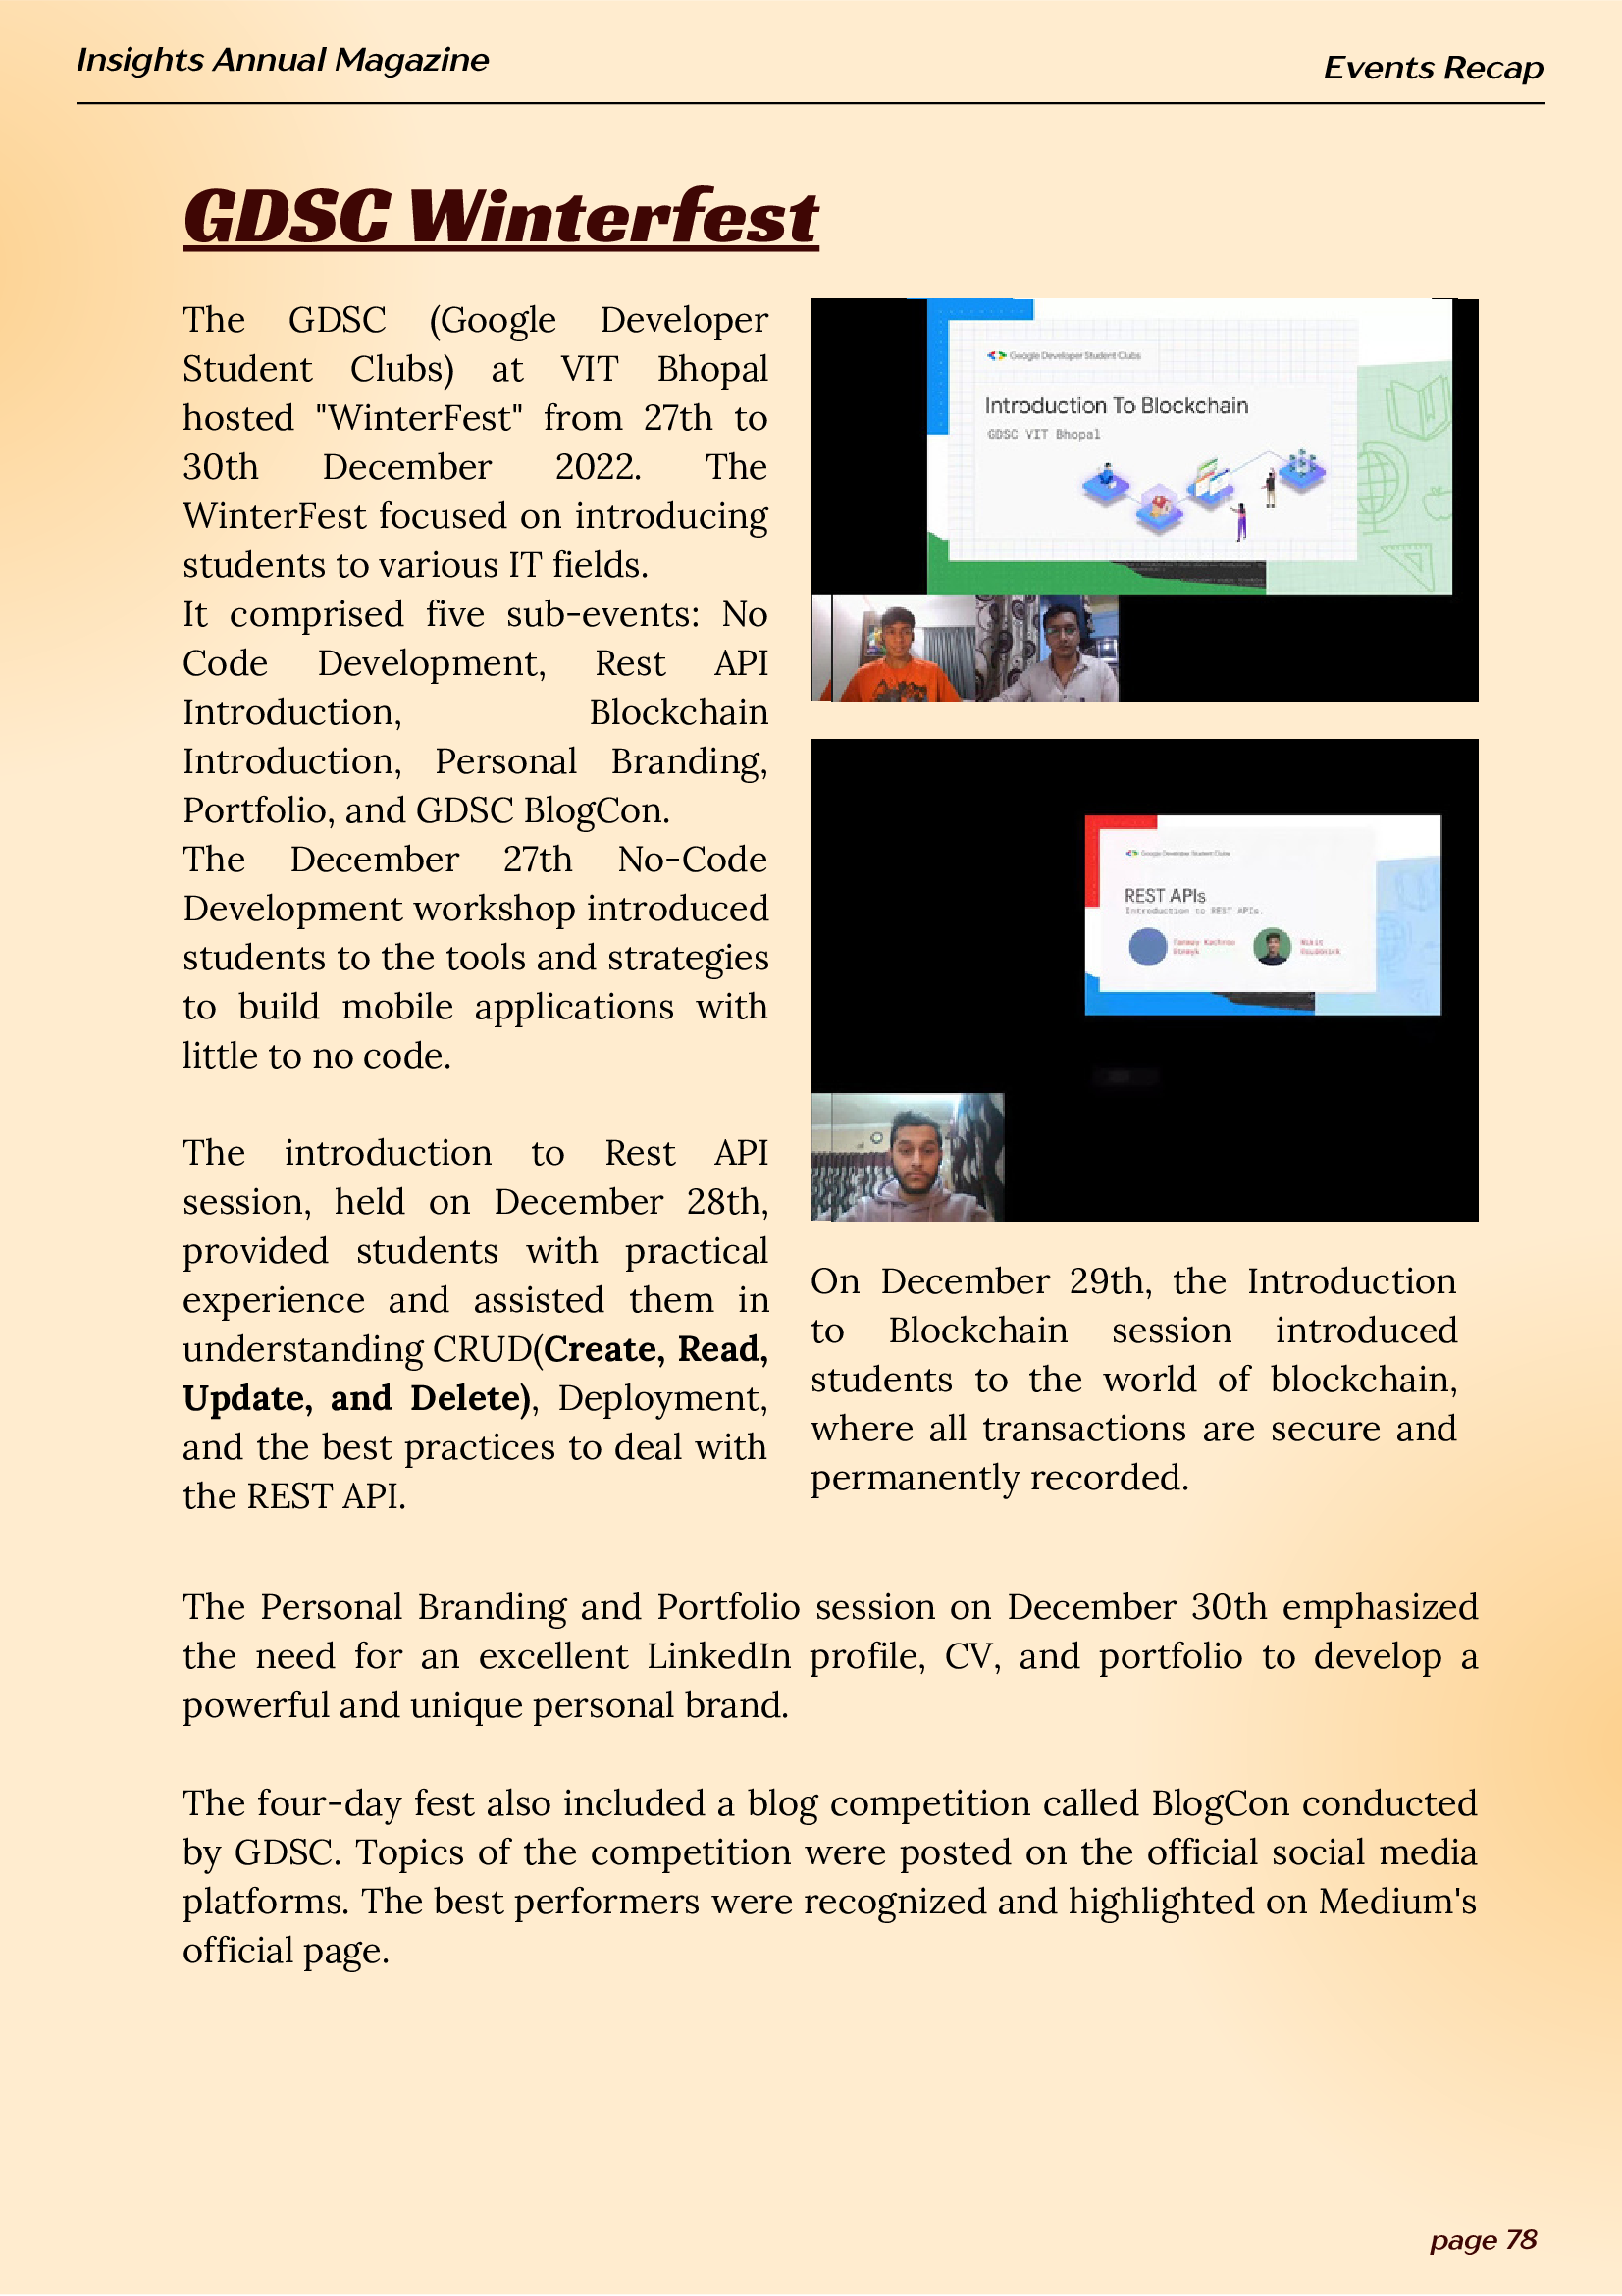 Insights Annual Magazine
Events Recap
GDSC Winterfest
The GDSC (Google Developer
Student Clubs) at VIT Bhopal
hosted "WinterFest" from 27th to
30th December 2022. The
WinterFest focused on introducing
students to various IT fields.
It comprised five sub-events: No
Code Development, Rest API
Introduction, Blockchain
Introduction, Personal Branding,
Portfolio, and GDSC BlogCon.
The December 27th No-Code
Development workshop introduced
students to the tools and strategies
to build mobile applications with
little to no code.
The introduction to Rest API
session, held on December 28th,
provided students with practical
experience and assisted them in
understanding CRUD(Create, Read,
Update, and Delete), Deployment,
and the best practices to deal with
the REST API.
Google Developer Student Clubs
Introduction To Blockchain
GDSC VIT Bhopal
Google Developer Student Clubs
REST APIs
Introduction to REST APIs.
On December 29th, the Introduction
to Blockchain session introduced
students to the world of blockchain,
where all transactions are secure and
permanently recorded.
The Personal Branding and Portfolio session on December 30th emphasized
the need for an excellent LinkedIn profile, CV, and portfolio to develop a
powerful and unique personal brand.
The four-day fest also included a blog competition called BlogCon conducted
by GDSC. Topics of the competition were posted on the official social media
platforms. The best performers were recognized and highlighted on Medium's
official page.
page 78